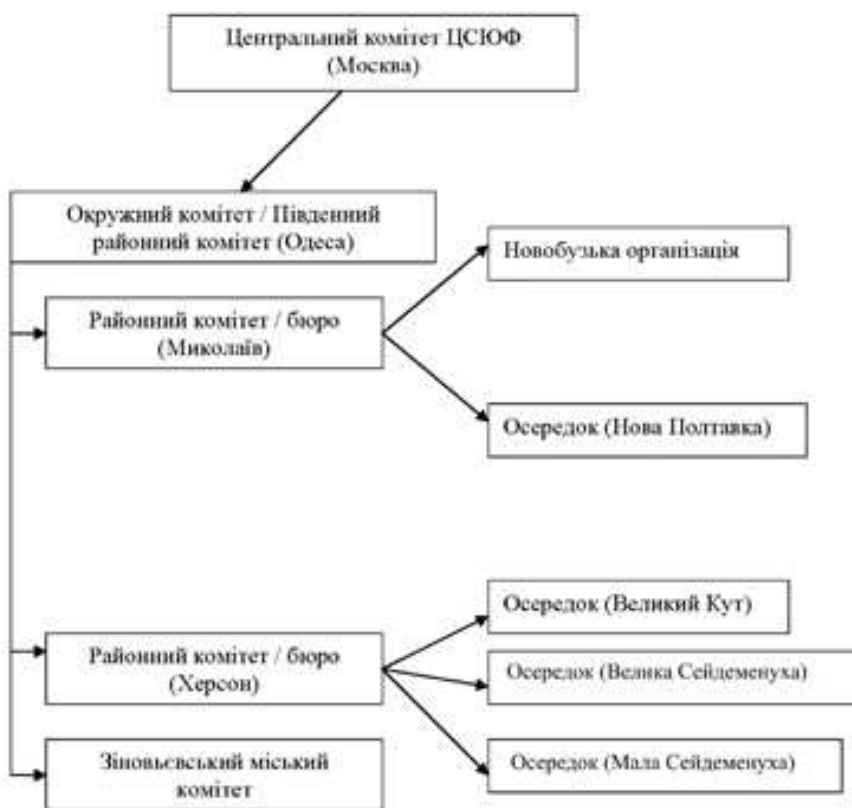 Центральний комітет ЦСЮФ
(Москва)
Окружний комітет / Південний
районний комітет (Одеса)
Новобузька організація
Районний комітет / бюро
(Миколаїв)
Осередок (Нова Полтавка)
Осередок (Великий Кут)
Районний комітет / бюро
(Херсон)
Осередок (Велика Сейдеменуха)
Осередок (Мала Сейдеменуха)
Зіновьєвський міський
комітет